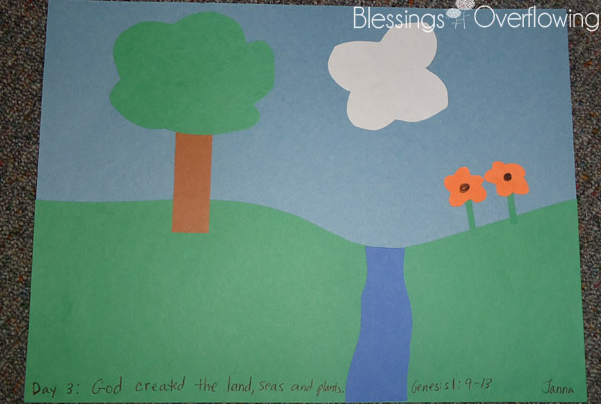 Blessings Overflowing
Day 3: God created the land, seas and plants. Genesis 1:9-13 Janna